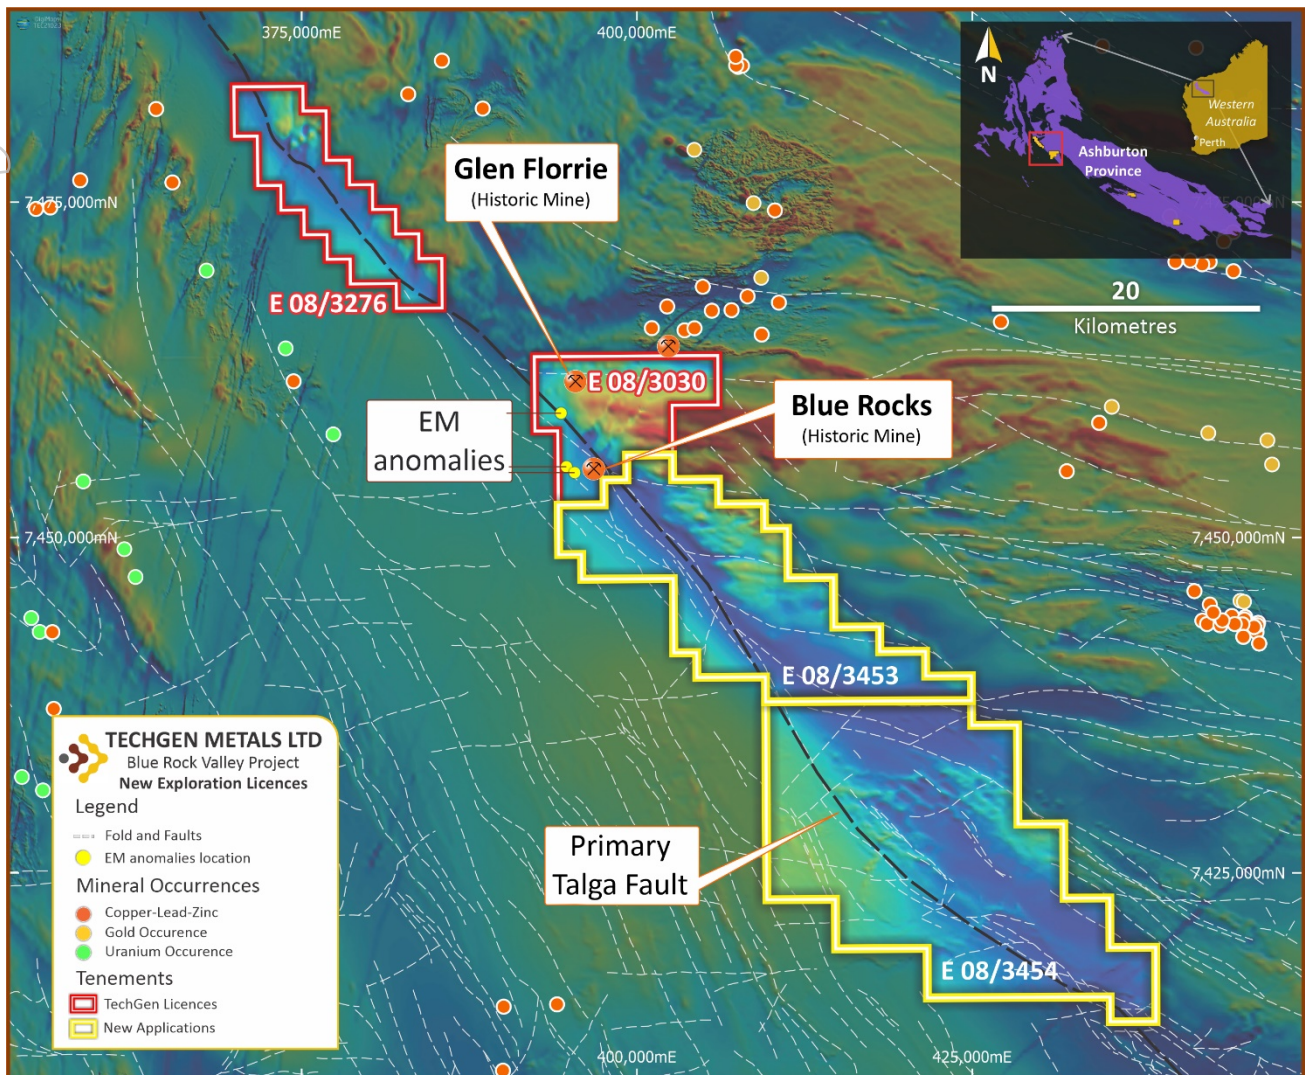 375,000mE
400,000mE
N
Western
Australia
Perth
Ashburton
Province
Glen Florrie
(Historic Mine)
7,475,000mN
E 08/3276
20
Kilometres
E 08/3030
Blue Rocks
(Historic Mine)
EM
anomalies
7,450,000mN
7,450,000mN
E 08/3453
TECHGEN METALS LTD
Blue Rock Valley Project
New Exploration Licences
Legend
Fold and Faults
EM anomalies location
Mineral Occurrences
Copper-Lead-Zinc
Gold Occurence
Uranium Occurence
Tenements
TechGen Licences
New Applications
Primary
Talga Fault
7,425,000mN
E 08/3454
400,000mE
425,000mE